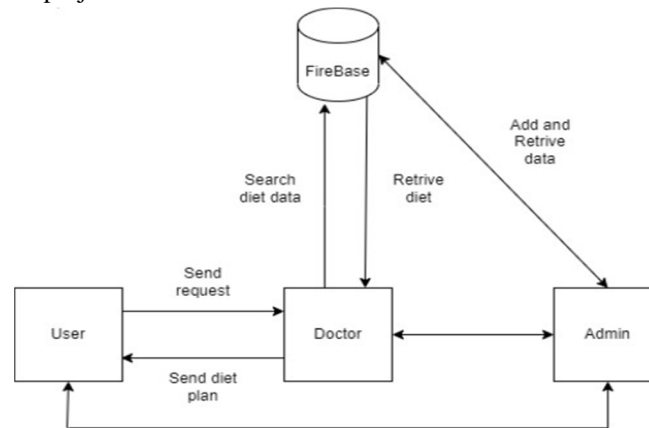 FireBase
Add and
Retrive
data
Search
diet data
Retrive
diet
Send
request
User
Doctor
Admin
Send diet
plan